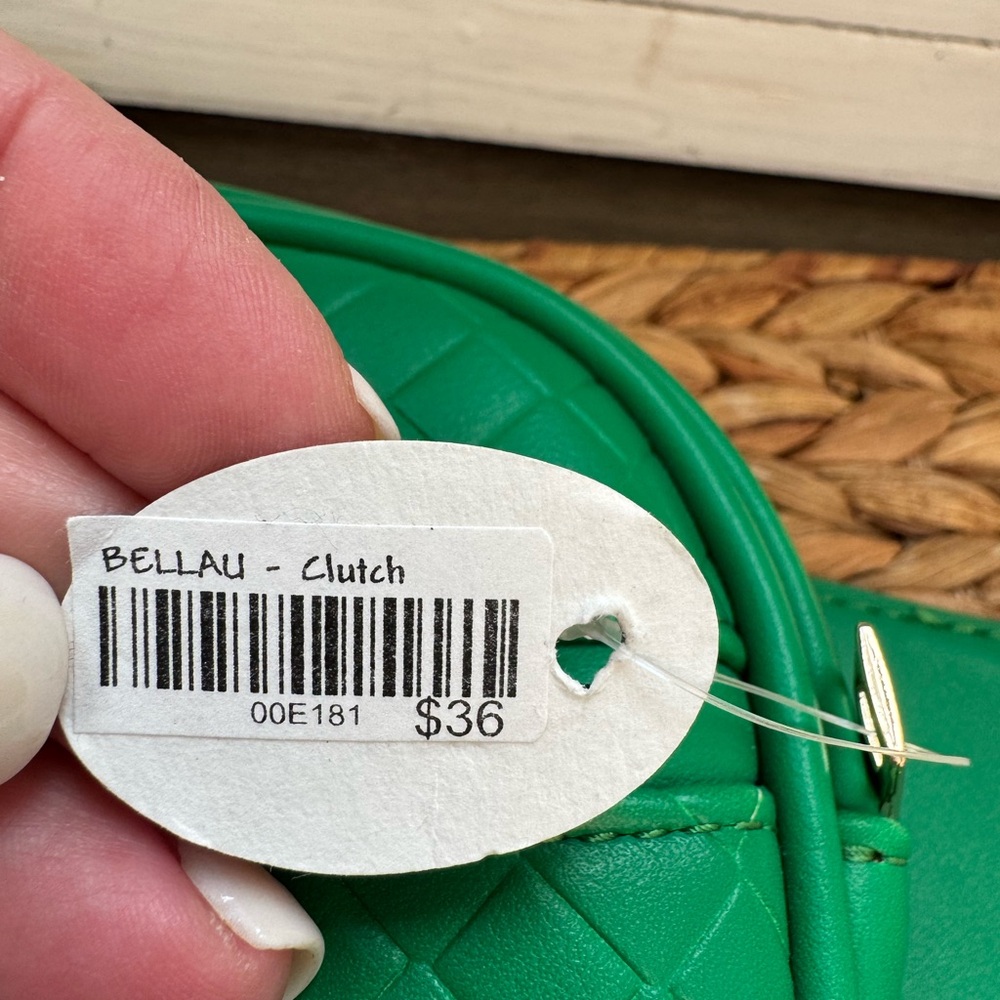 BELLAU - Clutch
00E181 $36